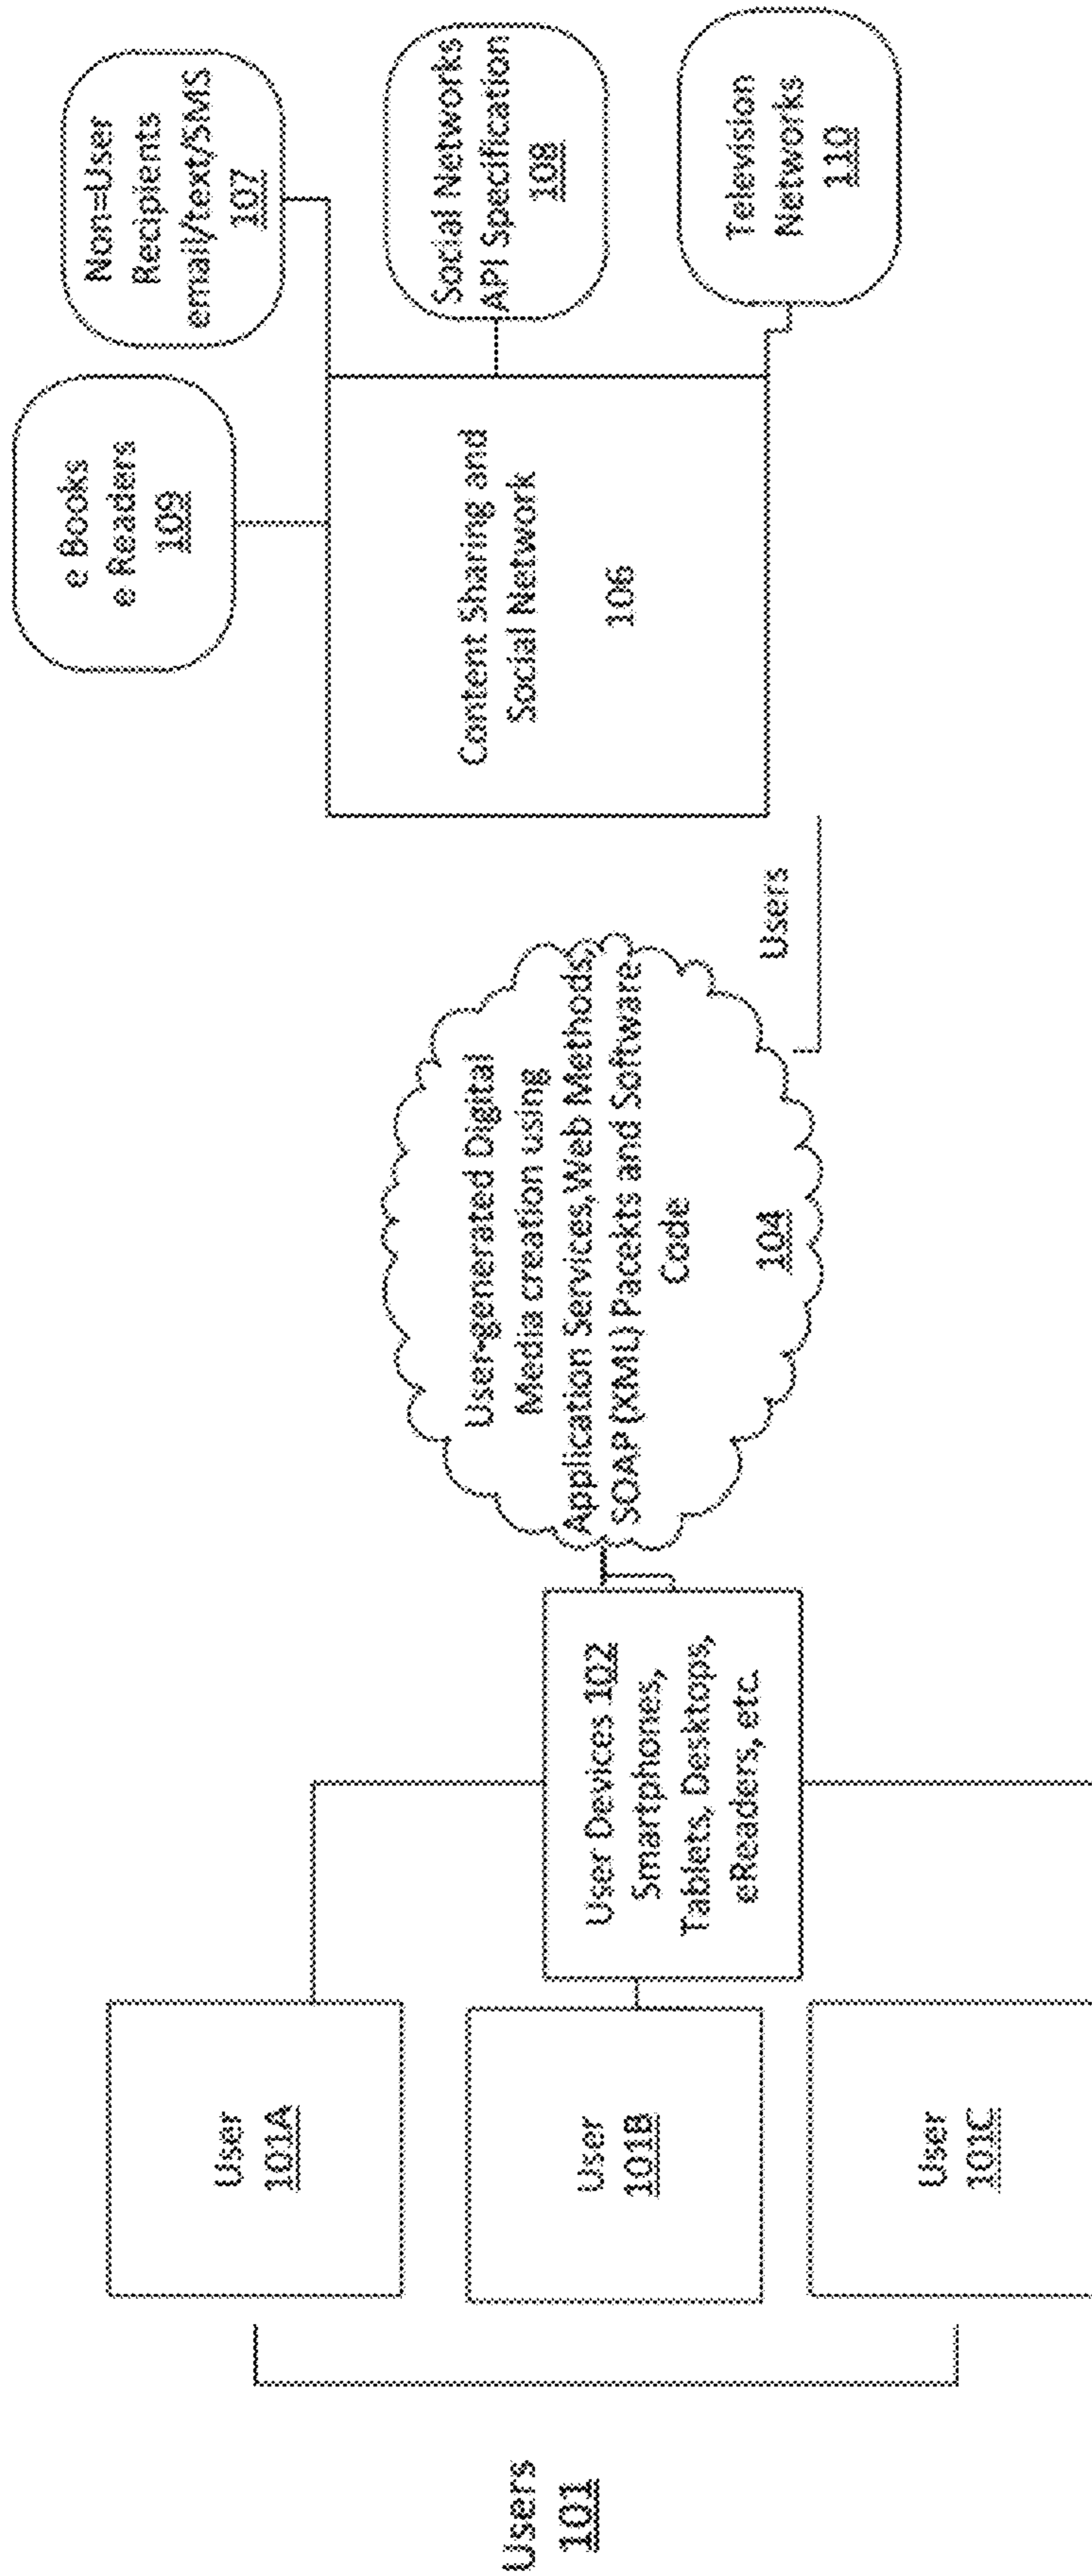 Users
101
User
101A
User
101B
User
101C
User Devices 102
Smartphones,
Tablets, Desktops,
eReaders, etc.
User-generated Digital
Media creation using
Application Services,Web Methods,
SOAP (XML) Pacekts and Software
Code
104
Users
Content Sharing and
Social Network
106
e Books
e Readers
109
Non=User
Recipients
email/text/SMS
107
Social Networks
API Specification
108
Television
Networks
110